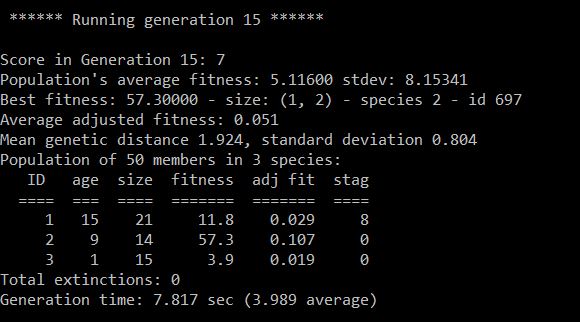 ****** Running generation 15 ******
Score in Generation 15: 7
Population's average fitness: 5.11600 stdev: 8.15341
Best fitness: 57.30000 - size: (1, 2) - species 2 - id 697
Average adjusted fitness: 0.051
Mean genetic distance 1.924, standard deviation 0.804
Population of 50 members in 3 species:
   ID   age  size  fitness  adj fit  stag
  ====  ===  ====  =======  =======  ====
     1   15    21     11.8    0.029     8
     2    9    14     57.3    0.107     0
     3    1    15      3.9    0.019     0
Total extinctions: 0
Generation time: 7.817 sec (3.989 average)